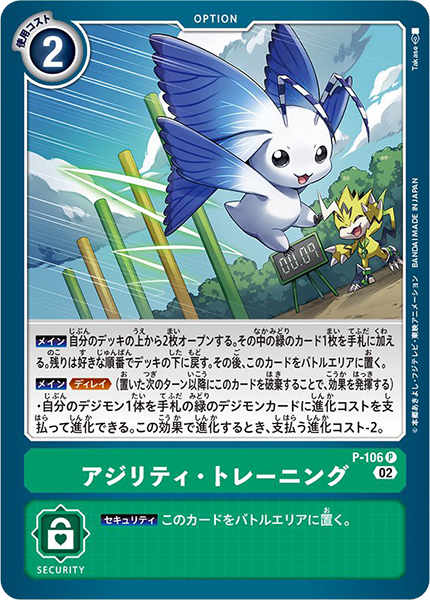 使用コスト
2
OPTION
Takase
00.09
BANDAI MADE IN JAPAN
©本郷あきよし・フジテレビ・東映アニメーション
メイン 自分のデッキの上から2枚オープンする。その中の緑のカード1枚を手札に加え
る。残りは好きな順番でデッキの下に戻す。その後、このカードをバトルエリアに置く。
メイン ディレイ (置いた次のターン以降にこのカードを破棄することで、効果を発揮する)
・自分のデジモン1体を手札の緑のデジモンカードに進化コストを支
払って進化できる。この効果で進化するとき、支払う進化コスト-2。
P-106 P
アジリティ・トレーニング
02
セキュリティ このカードをバトルエリアに置く。
SECURITY